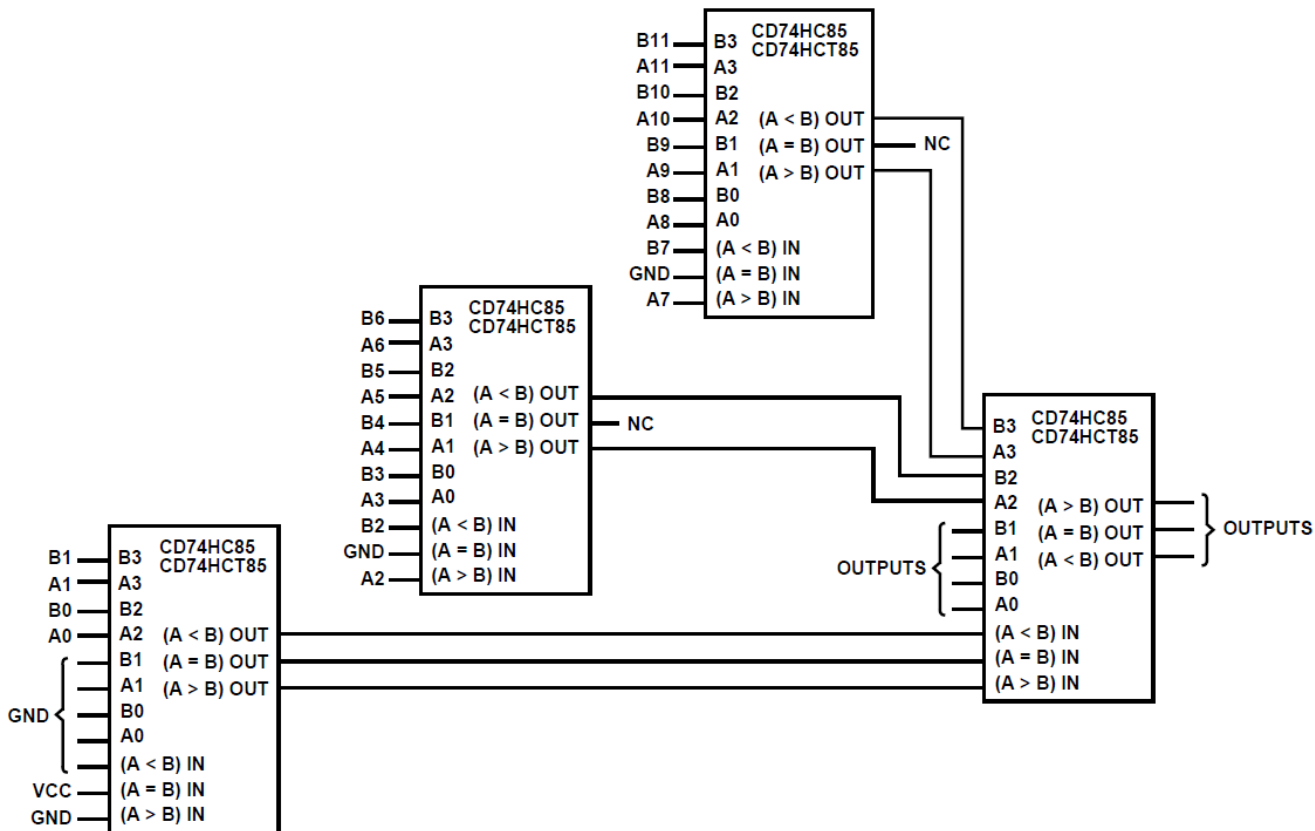 CD74HC85
CD74HCT85
B11 B3
A11 A3
B10 B2
A10 A2 (A < B) OUT
B9 B1 (A = B) OUT NC
A9 A1 (A > B) OUT
B8 B0
A8 A0
B7 (A < B) IN
GND (A = B) IN
A7 (A > B) IN
CD74HC85
CD74HCT85
B6 B3
A6 A3
B5 B2
A5 A2 (A < B) OUT
B4 B1 (A = B) OUT NC
A4 A1 (A > B) OUT
B3 B0
A3 A0
B2 (A < B) IN
GND (A = B) IN
A2 (A > B) IN
CD74HC85
CD74HCT85
B1 B3
A1 A3
B0 B2
A0 A2 (A < B) OUT
B1 (A = B) OUT
A1 (A > B) OUT
GND B0
A0
(A < B) IN
VCC (A = B) IN
GND (A > B) IN
CD74HC85
CD74HCT85
B3
A3
B2
A2 (A > B) OUT
B1 (A = B) OUT OUTPUTS
A1 (A < B) OUT
OUTPUTS B0
A0
(A < B) IN
(A = B) IN
(A > B) IN